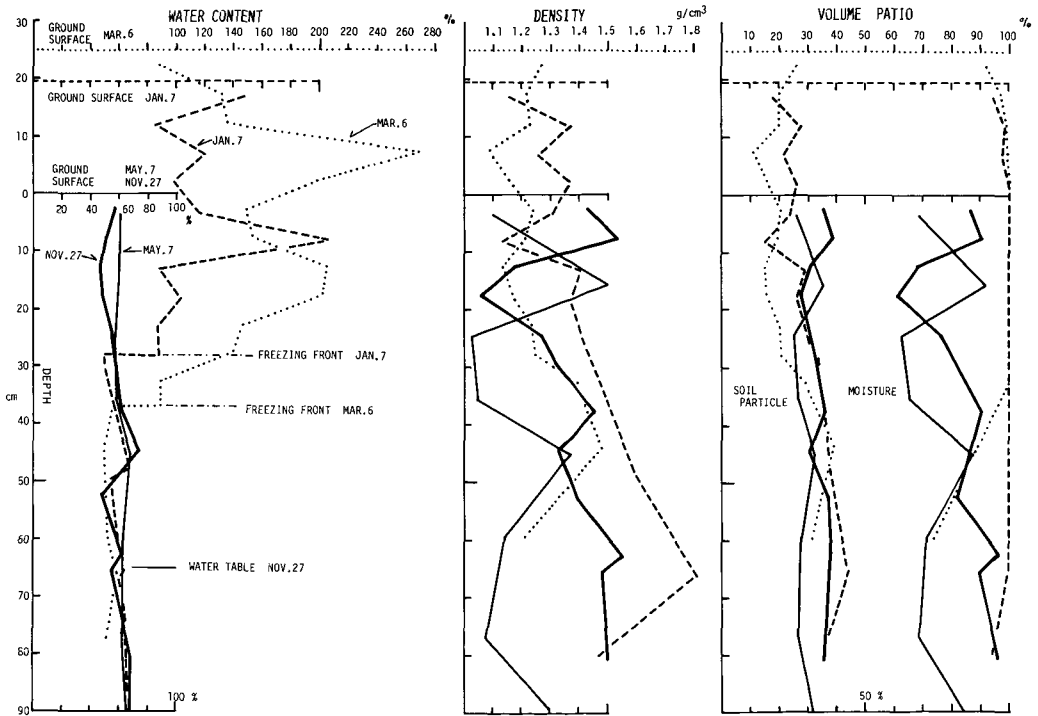 WATER CONTENT
%
DENSITY
g/cm³
VOLUME PATIO
%
30
GROUND SURFACE MAR.6
100 120 140 160 180 200 220 240 260 280
1.1 1.2 1.3 1.4 1.5 1.6 1.7 1.8
10 20 30 40 50 60 70 80 90 100
20
GROUND SURFACE JAN.7
MAR.6
10
JAN.7
GROUND SURFACE MAY.7 NOV.27
0
20 40 60 80 100
%
NOV.27
MAY.7
10
20
FREEZING FRONT JAN.7
30
DEPTH
cm
FREEZING FRONT MAR.6
SOIL PARTICLE
MOISTURE
40
50
60
WATER TABLE NOV.27
70
80
100 %
50 %
90